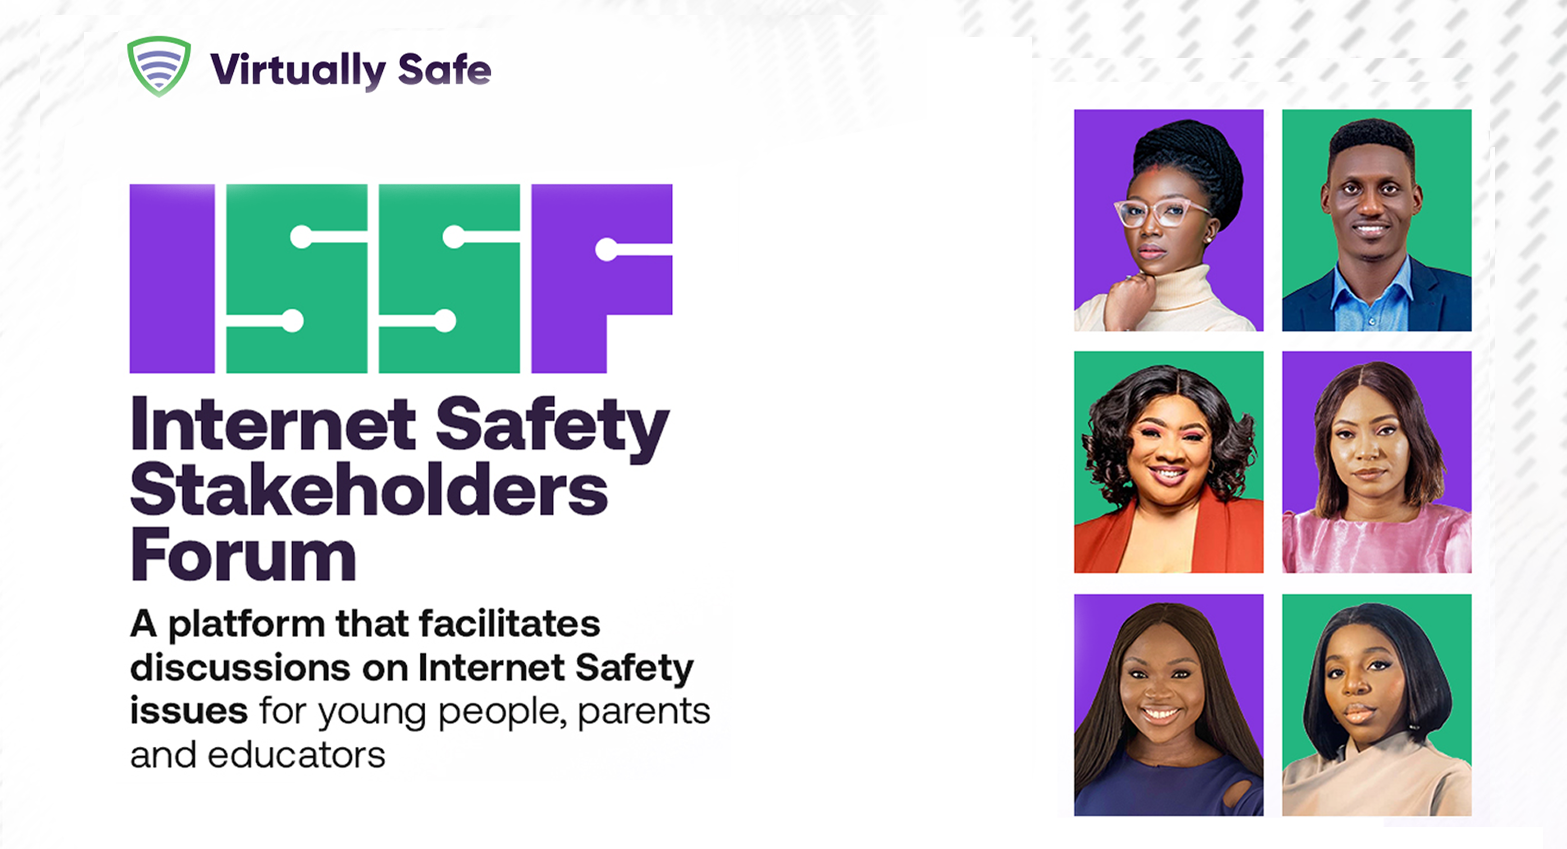 Virtually Safe
ISSF
Internet Safety
Stakeholders
Forum
A platform that facilitates
discussions on Internet Safety
issues for young people, parents
and educators